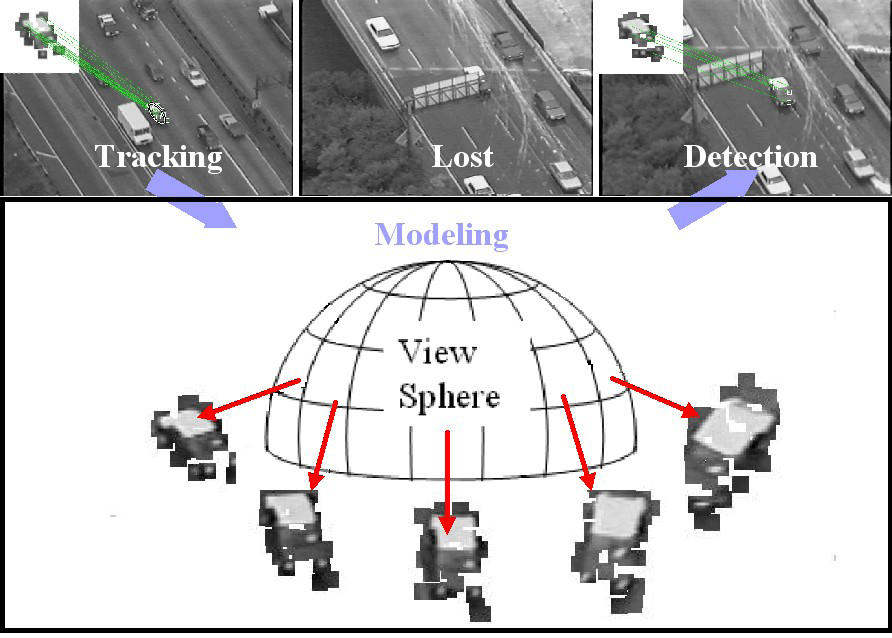 Tracking
Lost
Detection
Modeling
View
Sphere